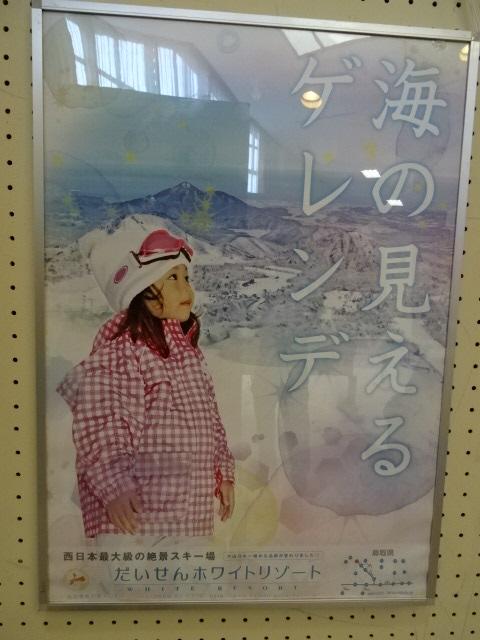 海の見える
ゲレンデ
西日本最大級の絶景スキー場
だいせんホワイトリゾート
WHITE RESORT
鳥取県